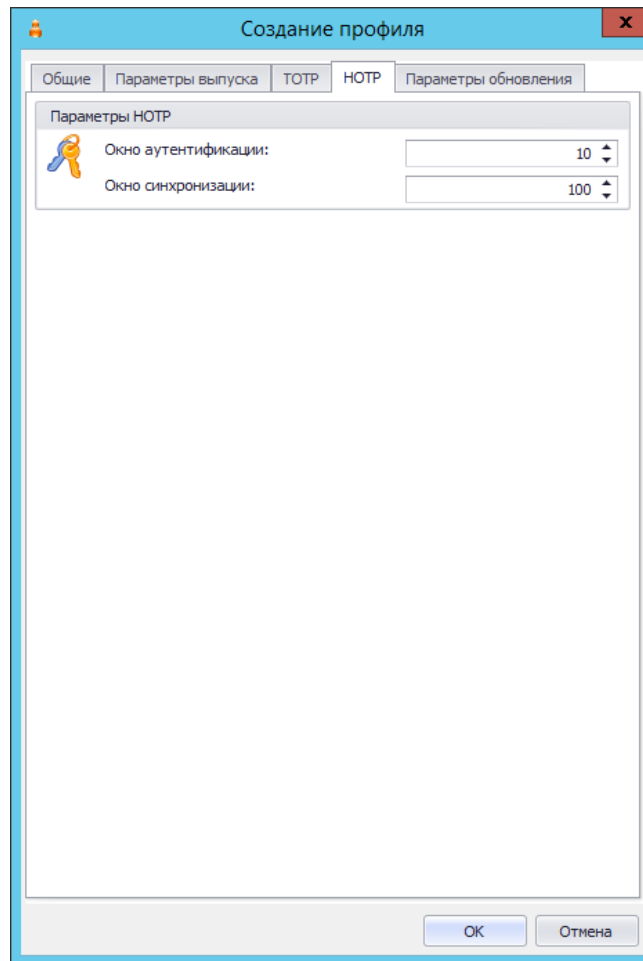 Создание профиля
x
Общие Параметры выпуска TOTP HOTP Параметры обновления
Параметры HOTP
Окно аутентификации: 10
Окно синхронизации: 100
OK Отмена